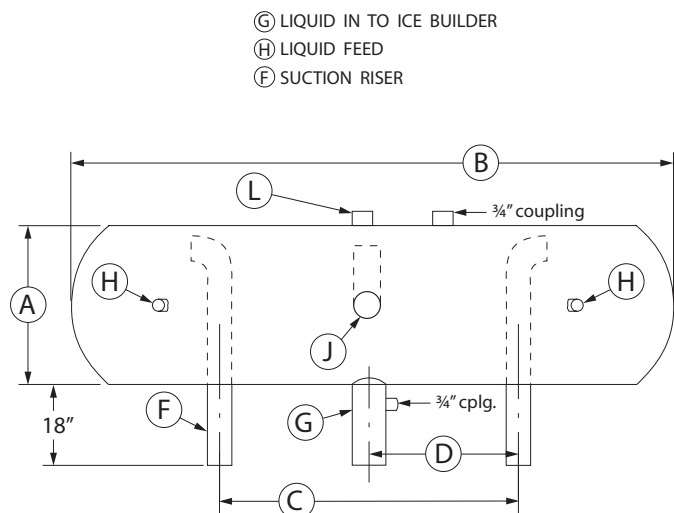 G LIQUID IN TO ICE BUILDER
H LIQUID FEED
F SUCTION RISER
B
L
¾" coupling
H
H
A
J
F
G
¾" cplg.
18"
D
C